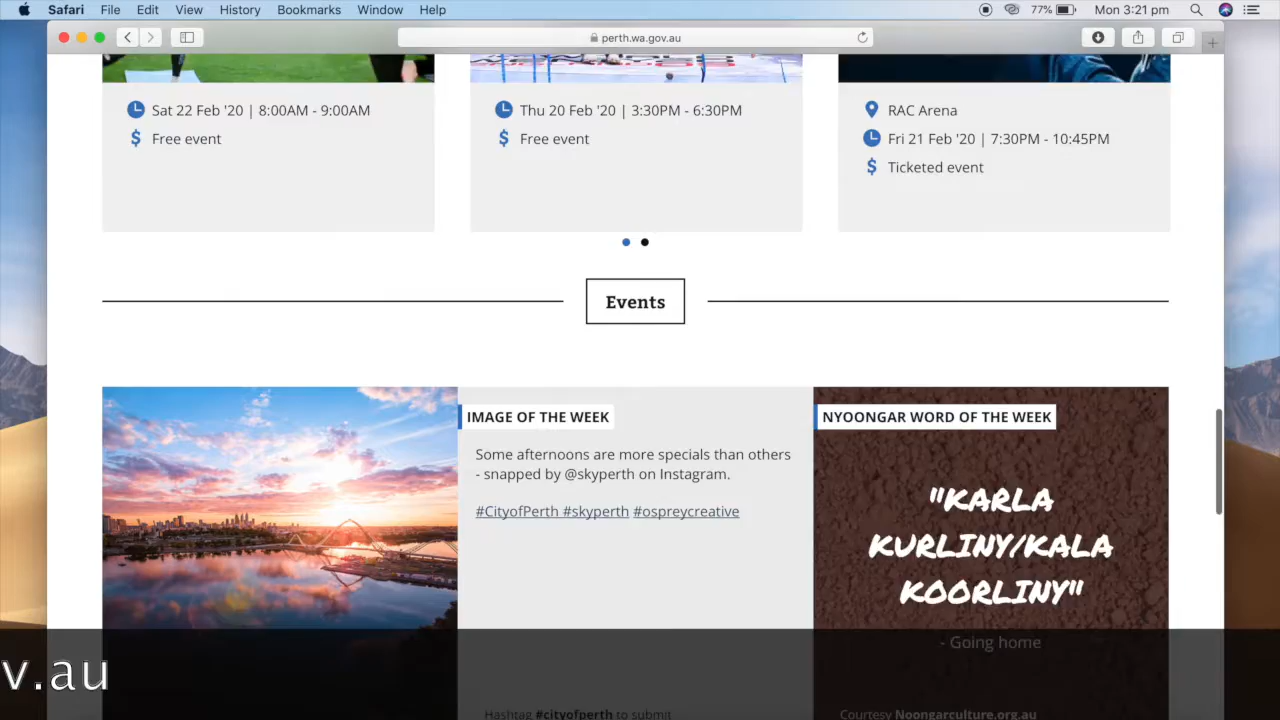 Safari File Edit View History Bookmarks Window Help 77% Mon 3:21 pm
perth.wa.gov.au
Sat 22 Feb '20 | 8:00AM - 9:00AM
Free event
Thu 20 Feb '20 | 3:30PM - 6:30PM
Free event
RAC Arena
Fri 21 Feb '20 | 7:30PM - 10:45PM
Ticketed event
Events
IMAGE OF THE WEEK
Some afternoons are more specials than others
- snapped by @skyperth on Instagram.
#CityofPerth #skyperth #ospreycreative
Hashtag #cityofperth to submit
NYOONGAR WORD OF THE WEEK
"KARLA
KURLINY/KALA
KOORLINY"
- Going home
Courtesy Noongarculture.org.au
v.au